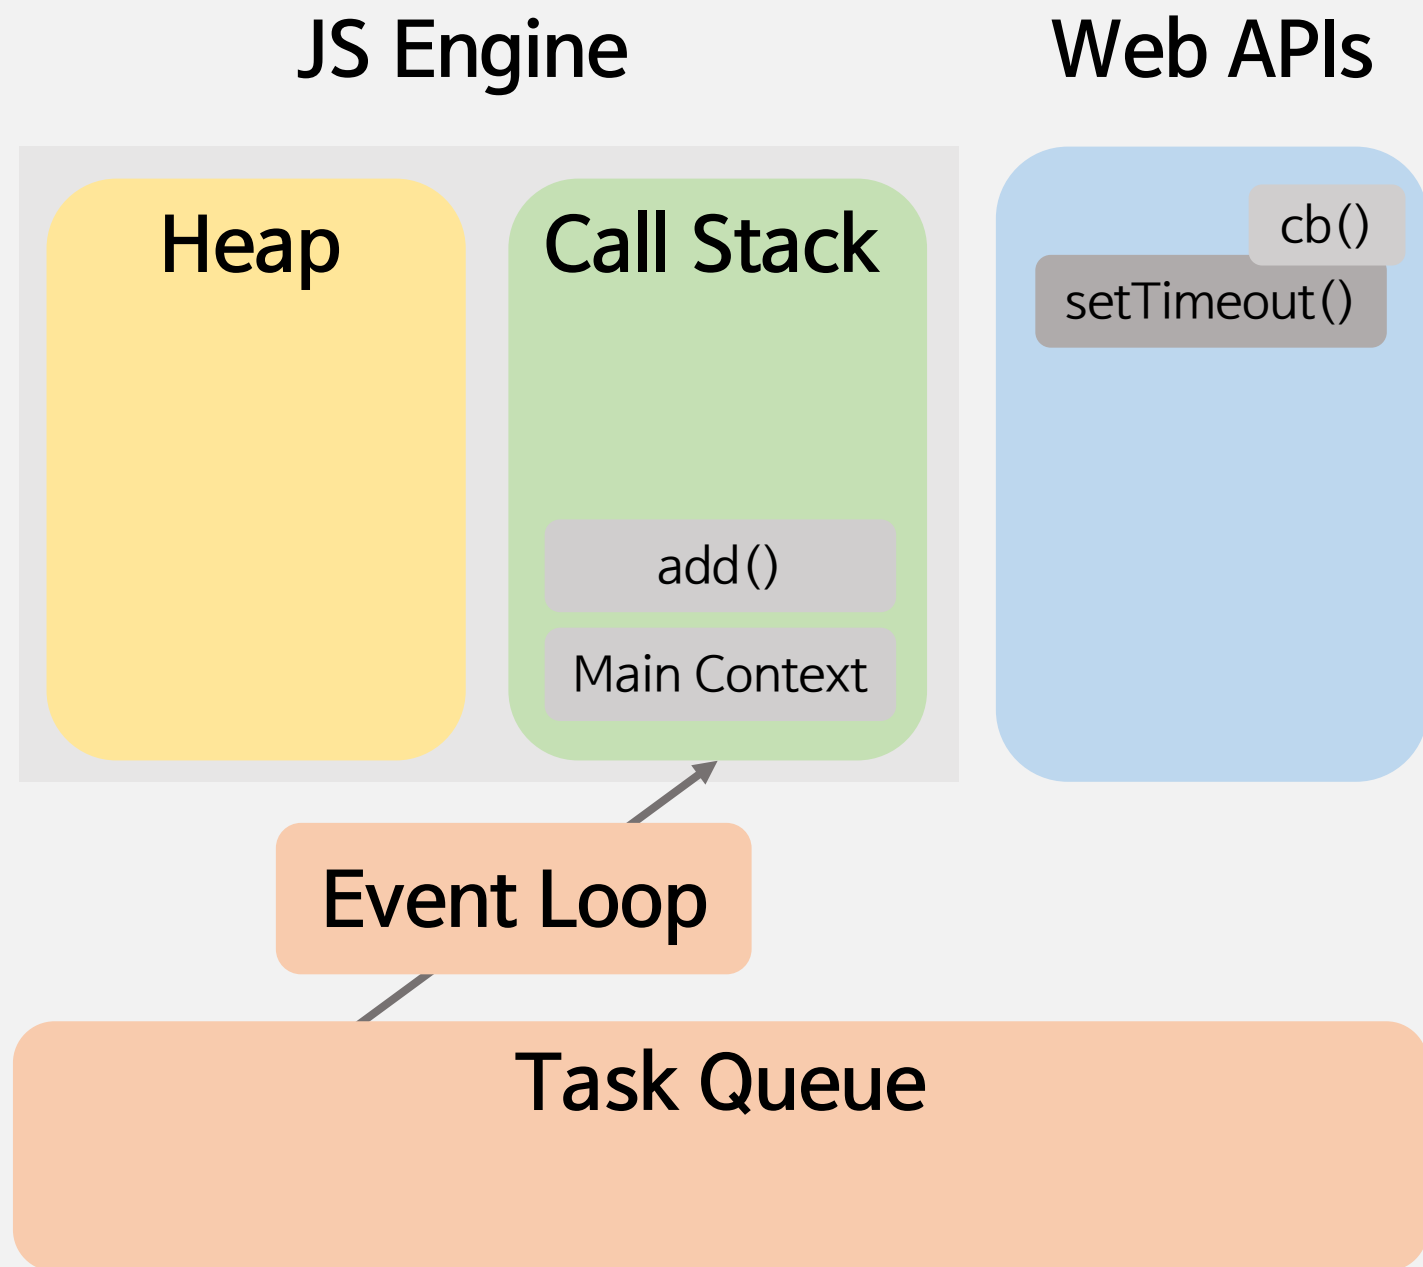 JS Engine
Web APIs
Heap
Call Stack
cb()
setTimeout()
add()
Main Context
Event Loop
Task Queue